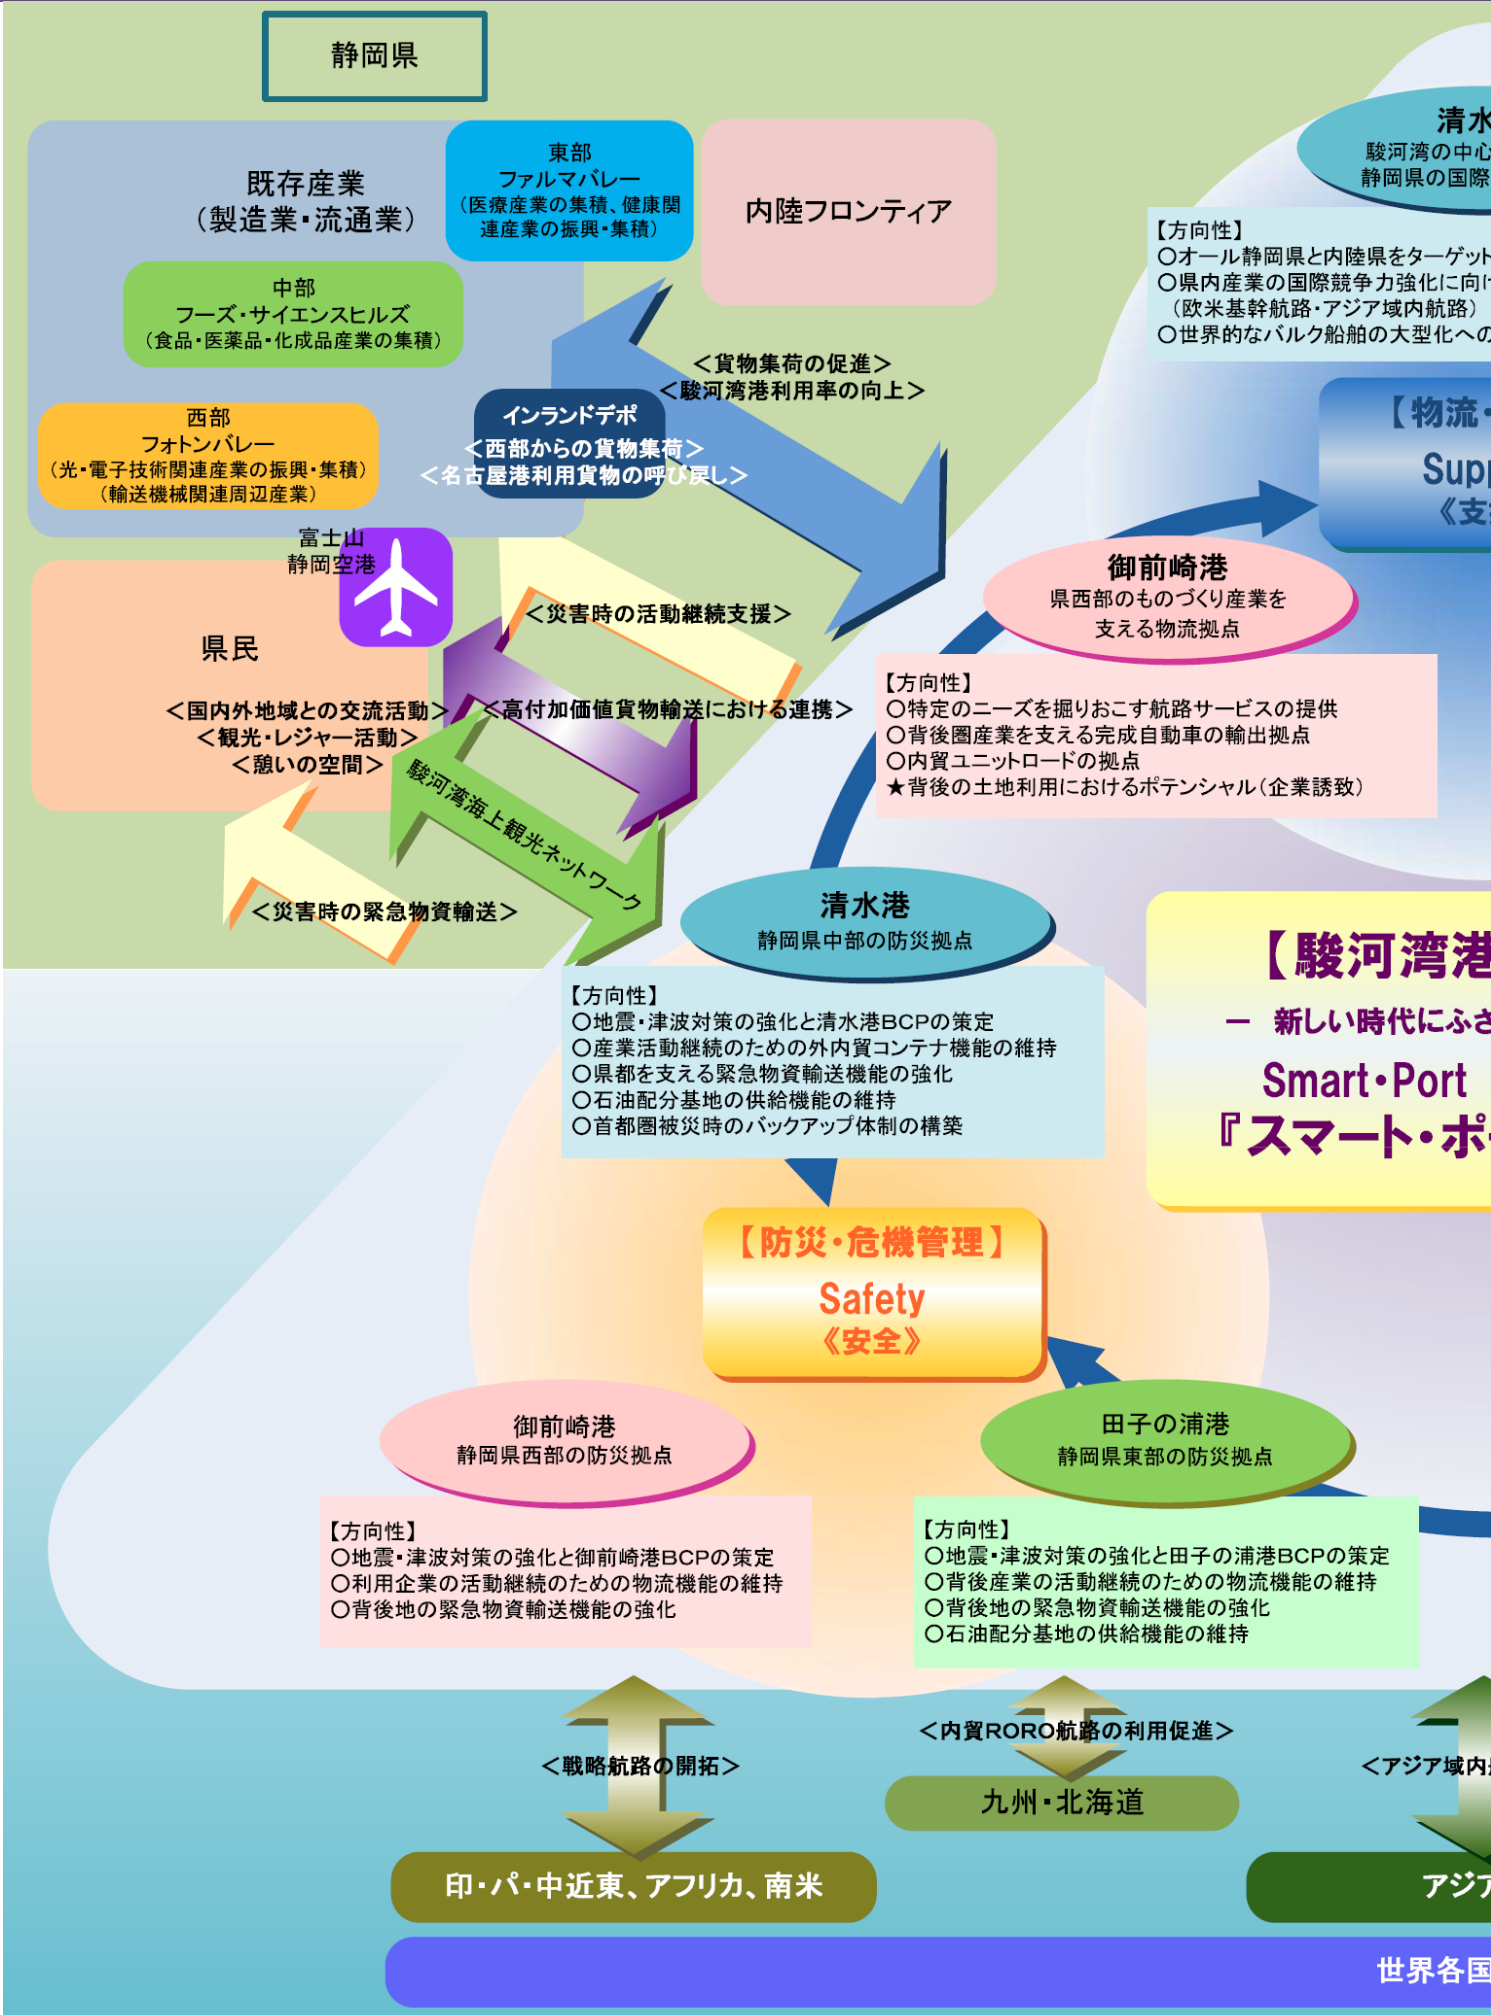 静岡県
既存産業
（製造業・流通業）
東部
ファルマバレー
（医療産業の集積、健康関
連産業の振興・集積）
内陸フロンティア
中部
フーズ・サイエンスヒルズ
（食品・医薬品・化成品産業の集積）
西部
フォトンバレー
（光・電子技術関連産業の振興・集積）
（輸送機械関連周辺産業）
インランドデポ
＜西部からの貨物集荷＞
＜名古屋港利用貨物の呼び戻し＞
＜貨物集荷の促進＞
＜駿河湾港利用率の向上＞
富士山
静岡空港
県民
＜国内外地域との交流活動＞
＜観光・レジャー活動＞
＜憩いの空間＞
＜災害時の活動継続支援＞
＜高付加価値貨物輸送における連携＞
駿河湾海上観光ネットワーク
＜災害時の緊急物資輸送＞
清水
駿河湾の中心
静岡県の国際
【方向性】
○オール静岡県と内陸県をターゲット
○県内産業の国際競争力強化に向け
（欧米基幹航路・アジア域内航路）
○世界的なバルク船舶の大型化への
【物流・
Supp
《支
御前崎港
県西部のものづくり産業を
支える物流拠点
【方向性】
○特定のニーズを掘りおこす航路サービスの提供
○背後圏産業を支える完成自動車の輸出拠点
○内貿ユニットロードの拠点
★背後の土地利用におけるポテンシャル（企業誘致）
清水港
静岡県中部の防災拠点
【方向性】
○地震・津波対策の強化と清水港BCPの策定
○産業活動継続のための外内貿コンテナ機能の維持
○県都を支える緊急物資輸送機能の強化
○石油配分基地の供給機能の維持
○首都圏被災時のバックアップ体制の構築
【駿河湾港
－ 新しい時代にふさ
Smart・Port
『スマート・ポー
【防災・危機管理】
Safety
《安全》
御前崎港
静岡県西部の防災拠点
【方向性】
○地震・津波対策の強化と御前崎港BCPの策定
○利用企業の活動継続のための物流機能の維持
○背後地の緊急物資輸送機能の強化
田子の浦港
静岡県東部の防災拠点
【方向性】
○地震・津波対策の強化と田子の浦港BCPの策定
○背後産業の活動継続のための物流機能の維持
○背後地の緊急物資輸送機能の強化
○石油配分基地の供給機能の維持
＜戦略航路の開拓＞
＜内貿RORO航路の利用促進＞
＜アジア域内
九州・北海道
印・パ・中近東、アフリカ、南米
アジア
世界各国